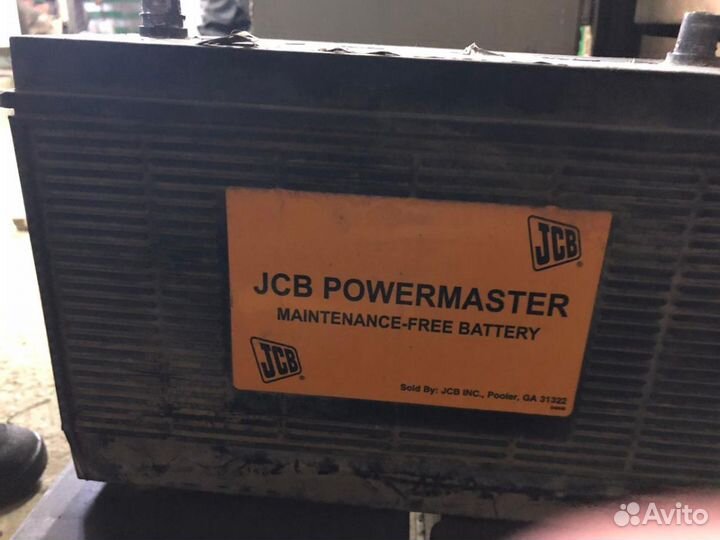 JCB
JCB POWERMASTER
MAINTENANCE-FREE BATTERY
JCB
Sold By: JCB INC., Pooler, GA 31322
Avito